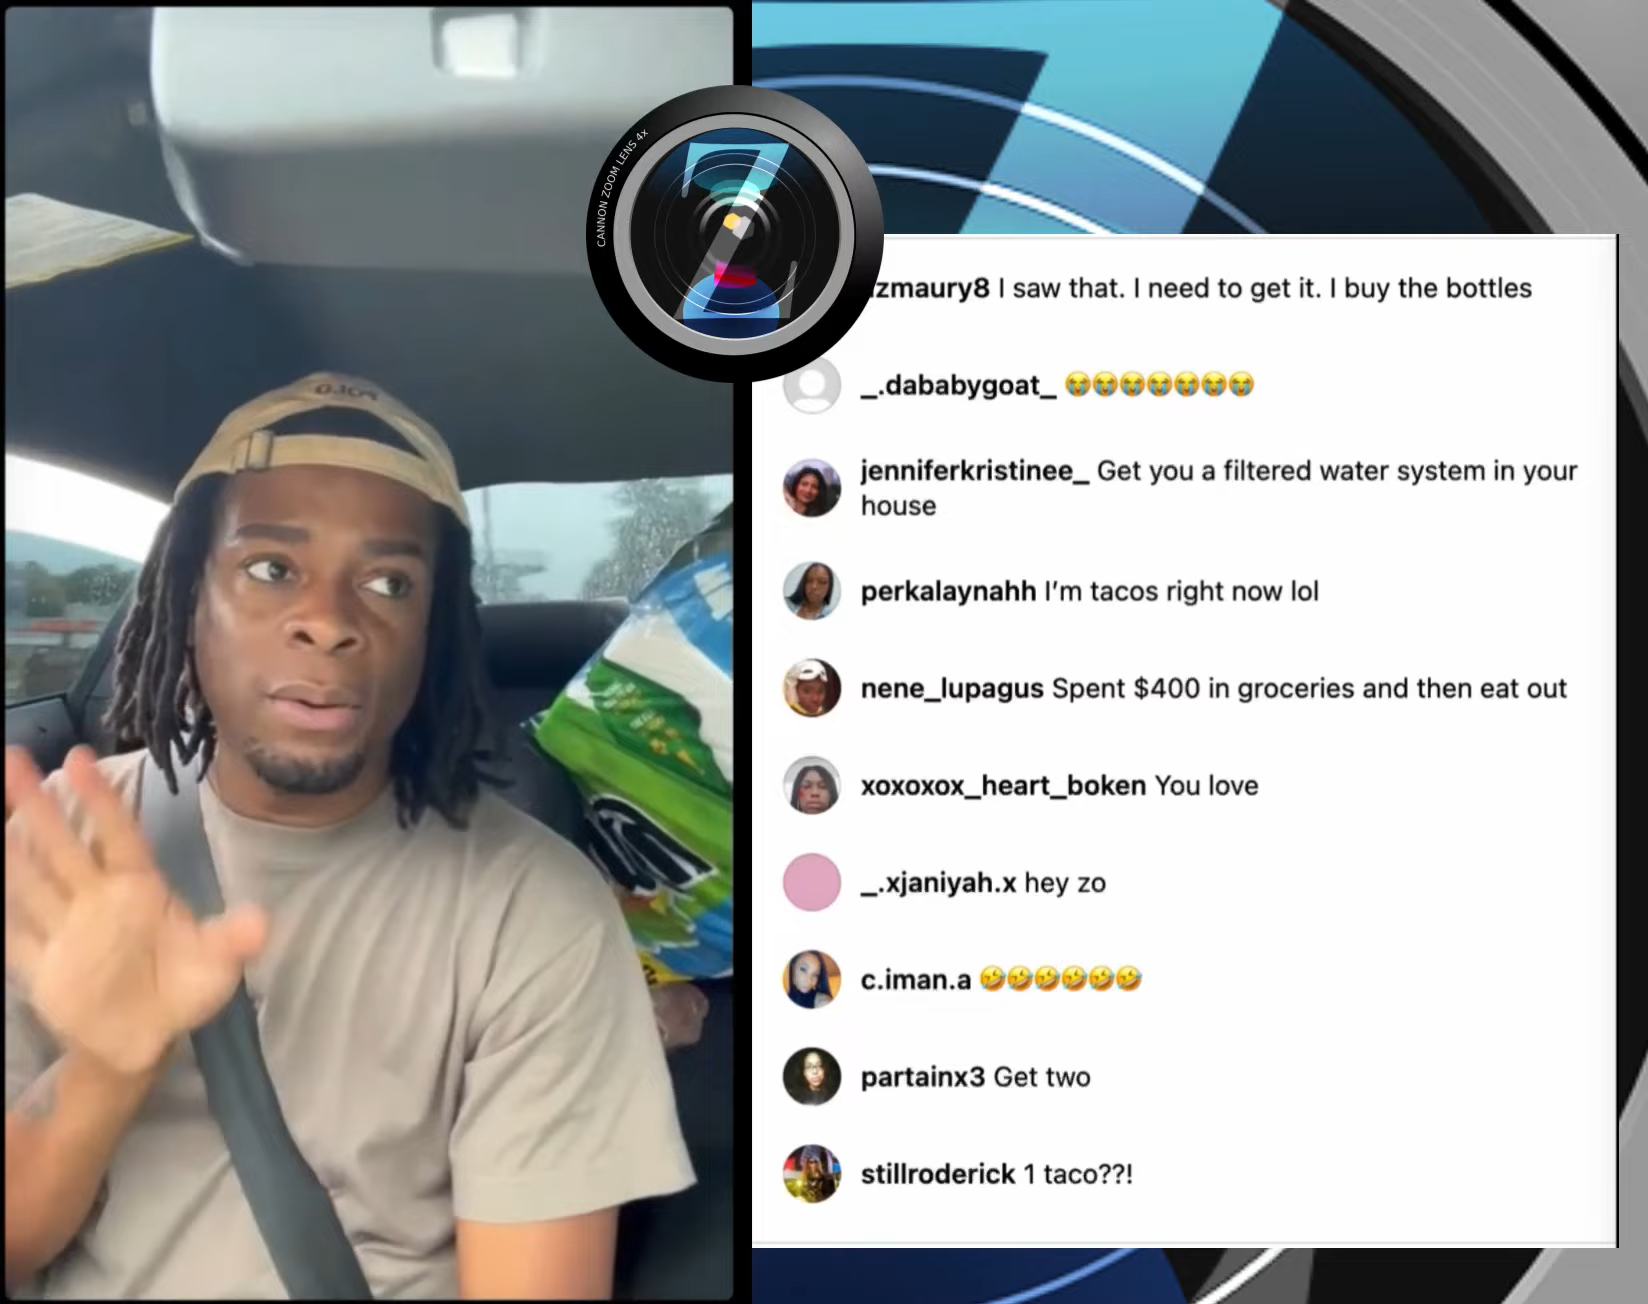 CANNON ZOOM LENS 4x
zmaury8 I saw that. I need to get it. I buy the bottles
_.dababygoat_ 😭😭😭😭😭😭😭
jenniferkristinee_ Get you a filtered water system in your
house
perkalaynahh I'm tacos right now lol
nene_lupagus Spent $400 in groceries and then eat out
xoxoxox_heart_boken You love
_.xjaniyah.x hey zo
c.iman.a 🤣🤣🤣🤣🤣🤣
partainx3 Get two
stillroderick 1 taco??!